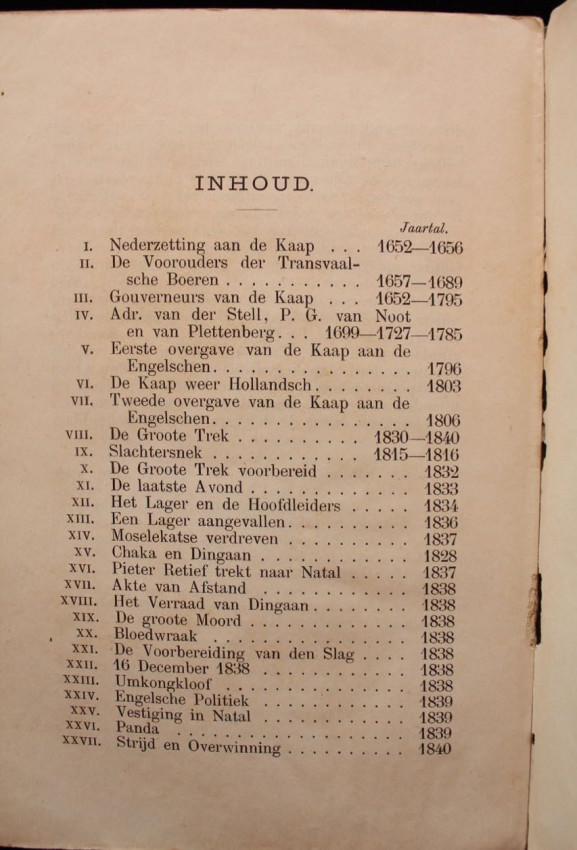 INHOUD.
Jaartal.
I. Nederzetting aan de Kaap . . . 1652—1656
II. De Voorouders der Transvaal-
sche Boeren . . . . . . . . . . . 1657—1689
III. Gouverneurs van de Kaap . . . 1652—1795
IV. Adr. van der Stell, P. G. van Noot
en van Plettenberg. . . 1699—1727—1785
V. Eerste overgave van de Kaap aan de
Engelschen. . . . . . . . . . . . . . . . 1796
VI. De Kaap weer Hollandsch . . . . . . . . 1803
VII. Tweede overgave van de Kaap aan de
Engelschen. . . . . . . . . . . . . . . . 1806
VIII. De Groote Trek . . . . . . . . . . 1830—1840
IX. Slachtersnek . . . . . . . . . . . . 1815—1816
X. De Groote Trek voorbereid . . . . . . . 1832
XI. De laatste Avond . . . . . . . . . . . . 1833
XII. Het Lager en de Hoofdleiders . . . . . 1834
XIII. Een Lager aangevallen. . . . . . . . . . 1836
XIV. Moselekatse verdreven . . . . . . . . . 1837
XV. Chaka en Dingaan . . . . . . . . . . . 1828
XVI. Pieter Retief trekt naar Natal . . . . . 1837
XVII. Akte van Afstand . . . . . . . . . . . 1838
XVIII. Het Verraad van Dingaan . . . . . . . . 1838
XIX. De groote Moord . . . . . . . . . . . . 1838
XX. Bloedwraak . . . . . . . . . . . . . . 1838
XXI. De Voorbereiding van den Slag . . . . . 1838
XXII. 16 December 1838 . . . . . . . . . . . 1838
XXIII. Umkongkloof . . . . . . . . . . . . . . 1838
XXIV. Engelsche Politiek . . . . . . . . . . . 1839
XXV. Vestiging in Natal . . . . . . . . . . . 1839
XXVI. Panda . . . . . . . . . . . . . . . . . 1839
XXVII. Strijd en Overwinning . . . . . . . . . . 1840